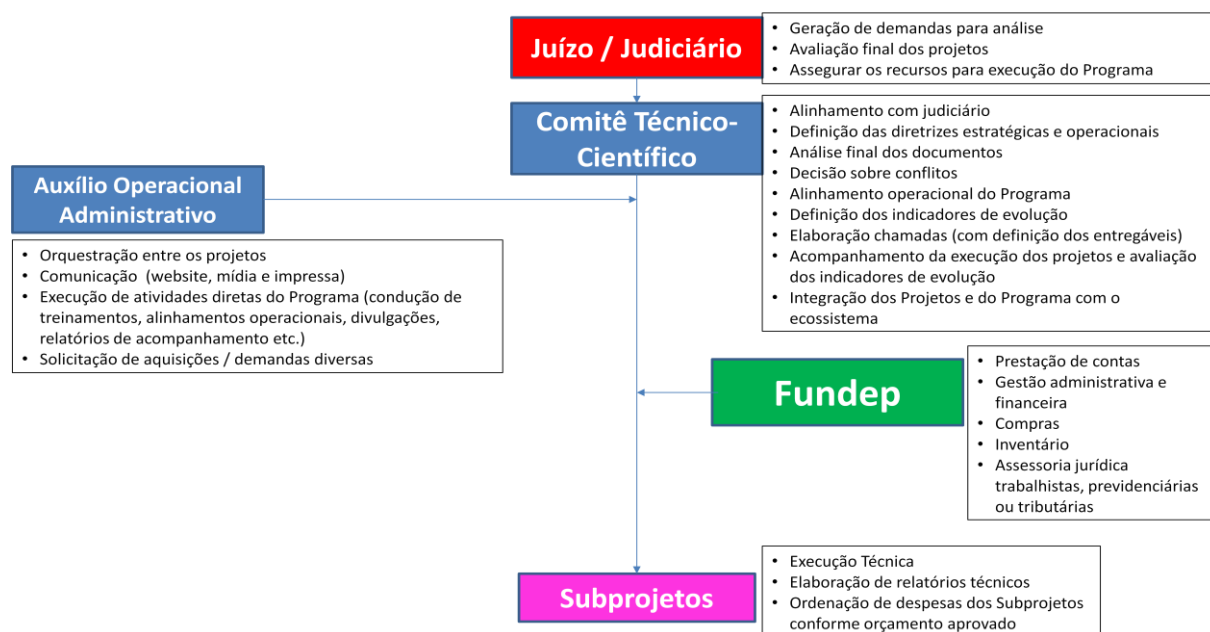 Juízo / Judiciário
• Geração de demandas para análise
• Avaliação final dos projetos
• Assegurar os recursos para execução do Programa
Comitê Técnico-
Científico
• Alinhamento com judiciário
• Definição das diretrizes estratégicas e operacionais
• Análise final dos documentos
• Decisão sobre conflitos
• Alinhamento operacional do Programa
• Definição dos indicadores de evolução
• Elaboração chamadas (com definição dos entregáveis)
• Acompanhamento da execução dos projetos e avaliação
dos indicadores de evolução
• Integração dos Projetos e do Programa com o
ecossistema
Auxílio Operacional
Administrativo
• Orquestração entre os projetos
• Comunicação (website, mídia e impressa)
• Execução de atividades diretas do Programa (condução de
treinamentos, alinhamentos operacionais, divulgações,
relatórios de acompanhamento etc.)
• Solicitação de aquisições / demandas diversas
Fundep
• Prestação de contas
• Gestão administrativa e
financeira
• Compras
• Inventário
• Assessoria jurídica
trabalhistas, previdenciárias
ou tributárias
Subprojetos
• Execução Técnica
• Elaboração de relatórios técnicos
• Ordenação de despesas dos Subprojetos
conforme orçamento aprovado